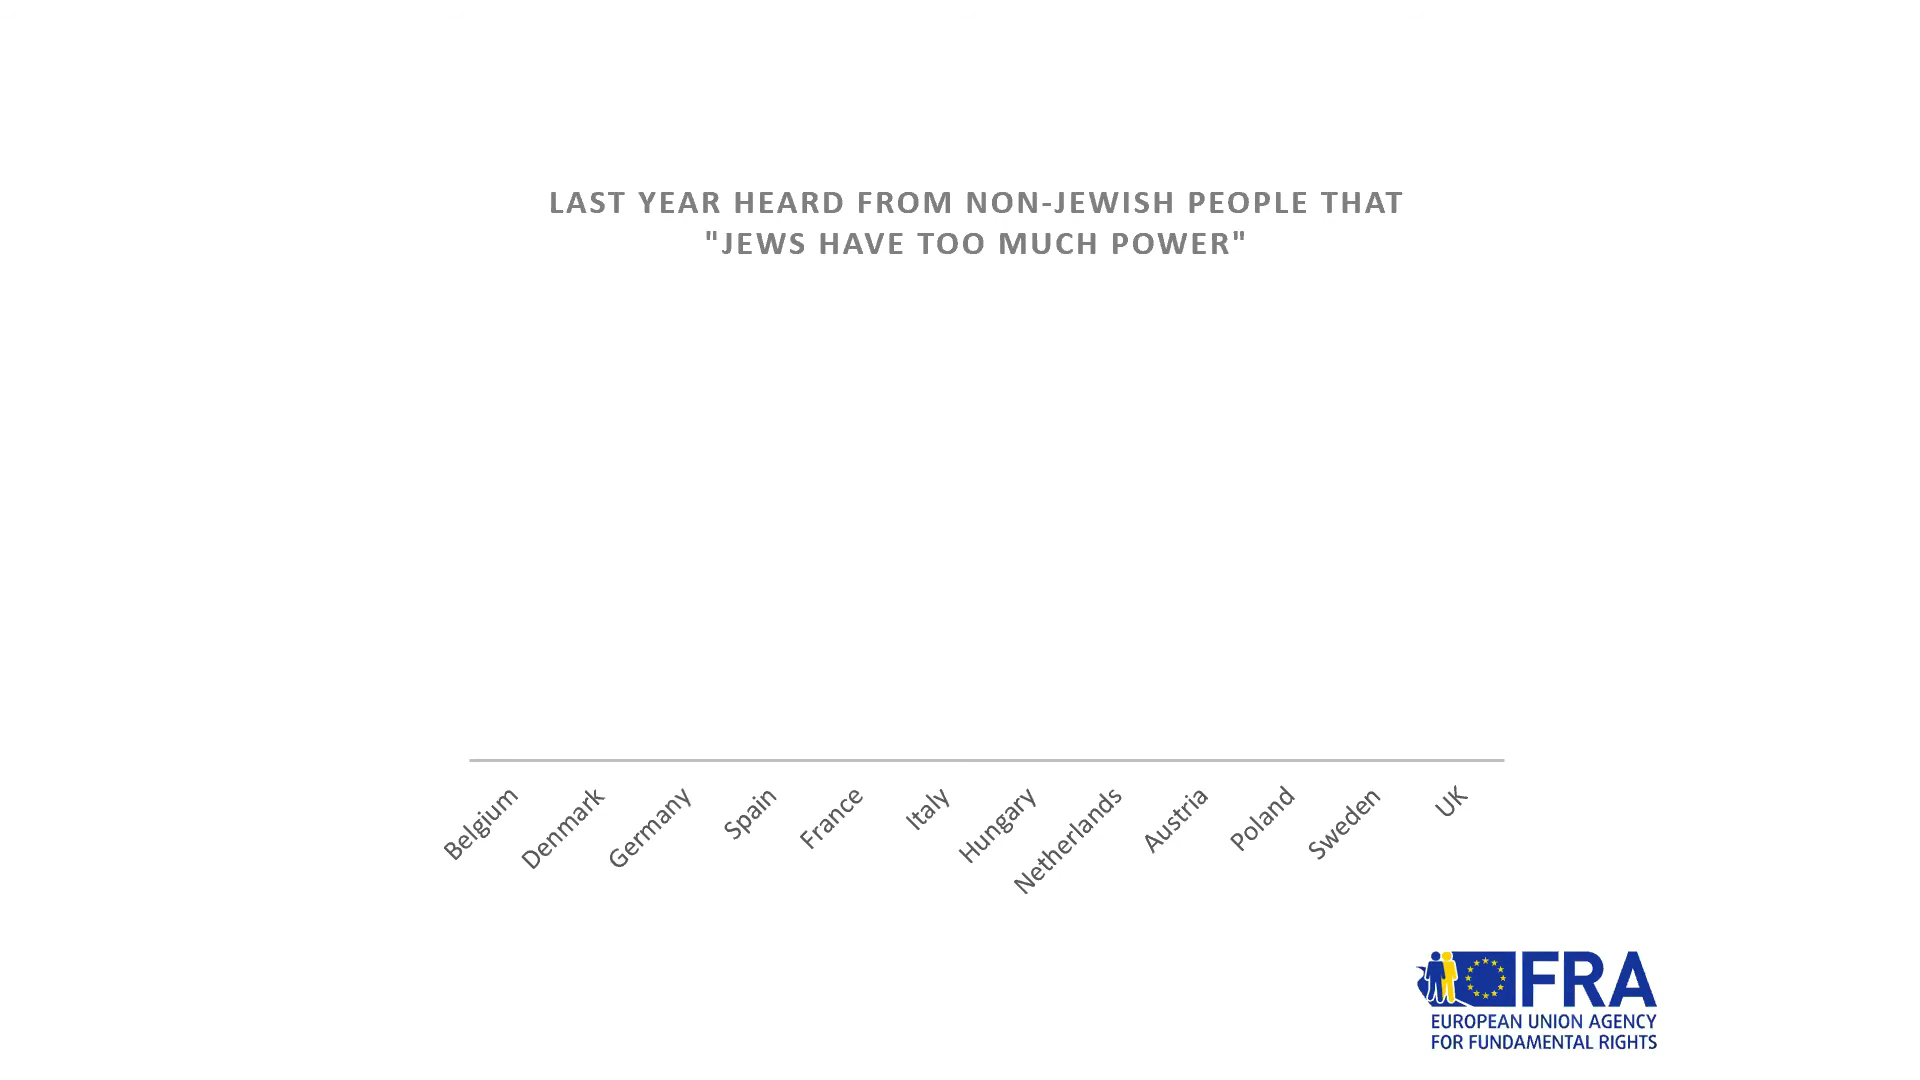 LAST YEAR HEARD FROM NON-JEWISH PEOPLE THAT
"JEWS HAVE TOO MUCH POWER"
Belgium
Denmark
Germany
Spain
France
Italy
Hungary
Netherlands
Austria
Poland
Sweden
UK
FRA
EUROPEAN UNION AGENCY
FOR FUNDAMENTAL RIGHTS